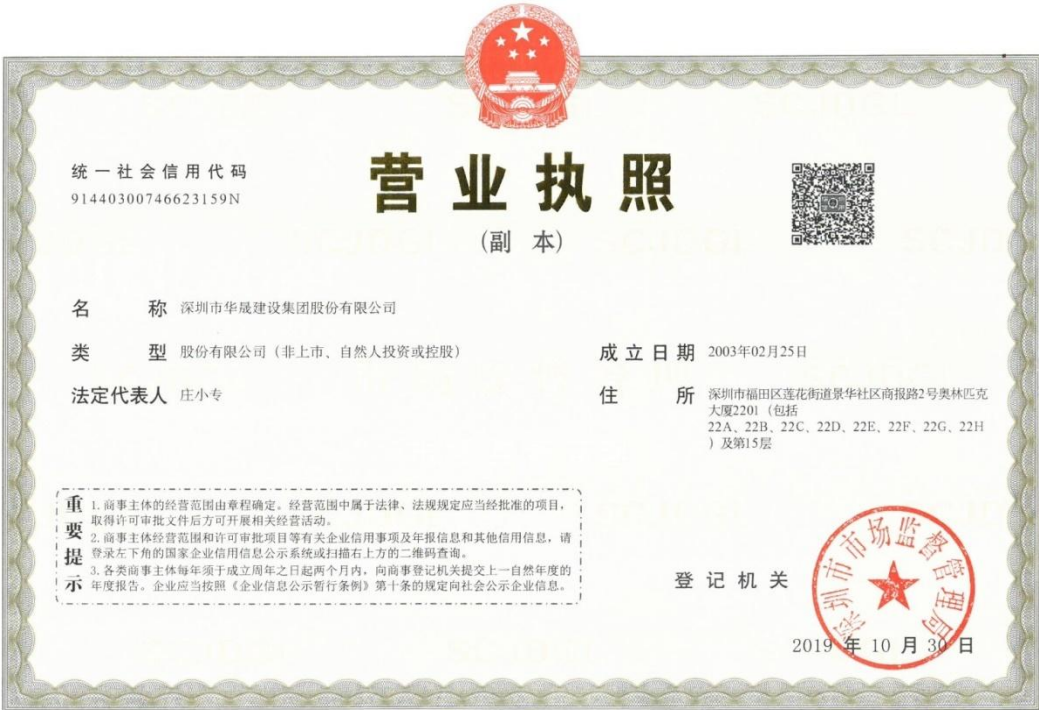 统一社会信用代码
91440300746623159N
营业执照
(副 本)
名 称 深圳市华晟建设集团股份有限公司
类 型 股份有限公司（非上市、自然人投资或控股）
法定代表人 庄小专
成立日期 2003年02月25日
住 所 深圳市福田区莲花街道景华社区商报路2号奥林匹克
大厦2201（包括
22A、22B、22C、22D、22E、22F、22G、22H
）及第15层
重要提示
1.商事主体的经营范围由章程确定。经营范围中属于法律、法规规定应当经批准的项目，
取得许可审批文件后方可开展相关经营活动。
2.商事主体经营范围和许可审批项目等有关企业信用事项及年报信息和其他信用信息，请
登录左下角的国家企业信用信息公示系统或扫描右上方的二维码查询。
3.各类商事主体每年须于成立周年之日起两个月内，向商事登记机关提交上一自然年度的
年度报告。企业应当按照《企业信息公示暂行条例》第十条的规定向社会公示企业信息。
登记机关
深圳市市场监督管理局
2019 年 10 月 30 日